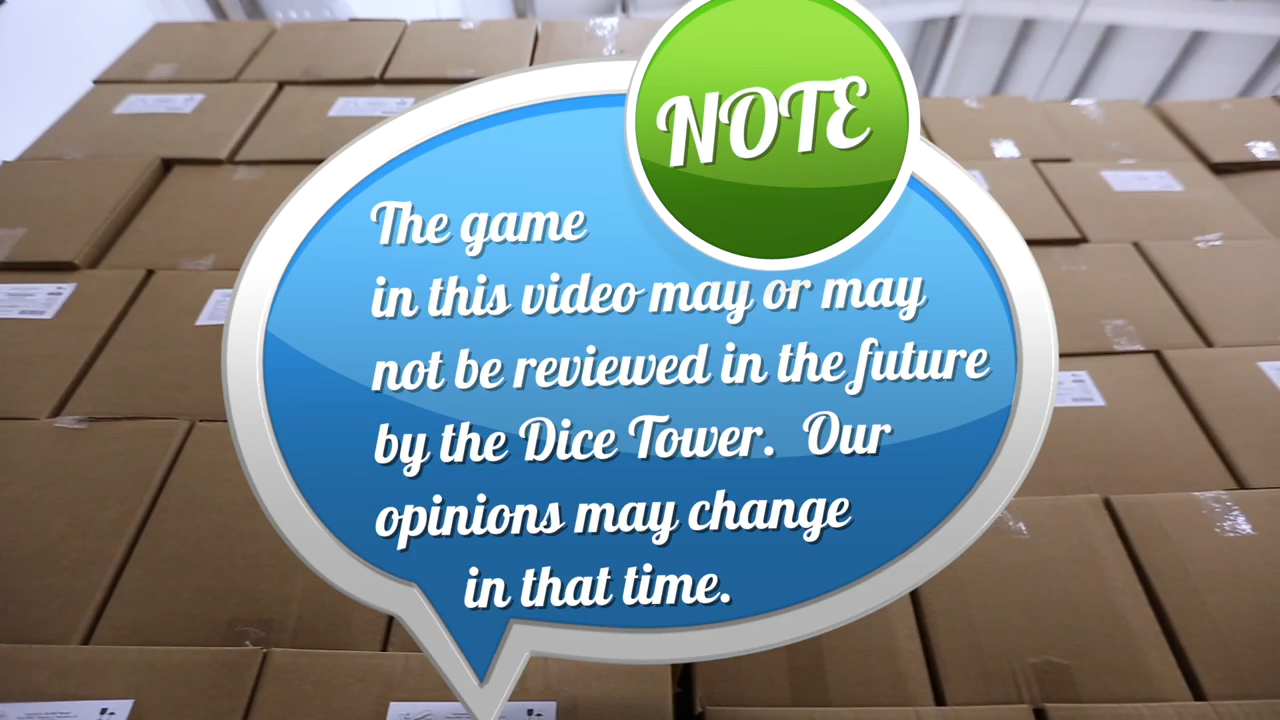 NOTE
The game
in this video may or may
not be reviewed in the future
by the Dice Tower. Our
opinions may change
in that time.